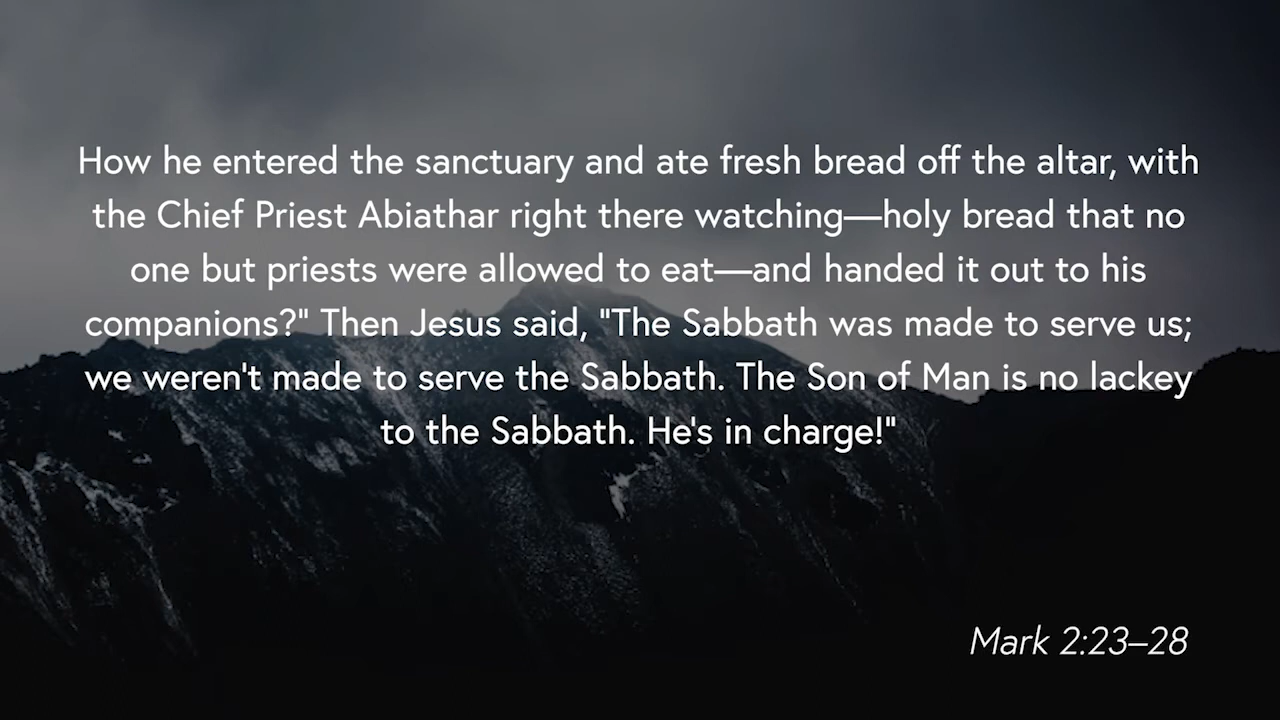 How he entered the sanctuary and ate fresh bread off the altar, with
the Chief Priest Abiathar right there watching—holy bread that no
one but priests were allowed to eat—and handed it out to his
companions?" Then Jesus said, "The Sabbath was made to serve us;
we weren't made to serve the Sabbath. The Son of Man is no lackey
to the Sabbath. He's in charge!"
Mark 2:23–28